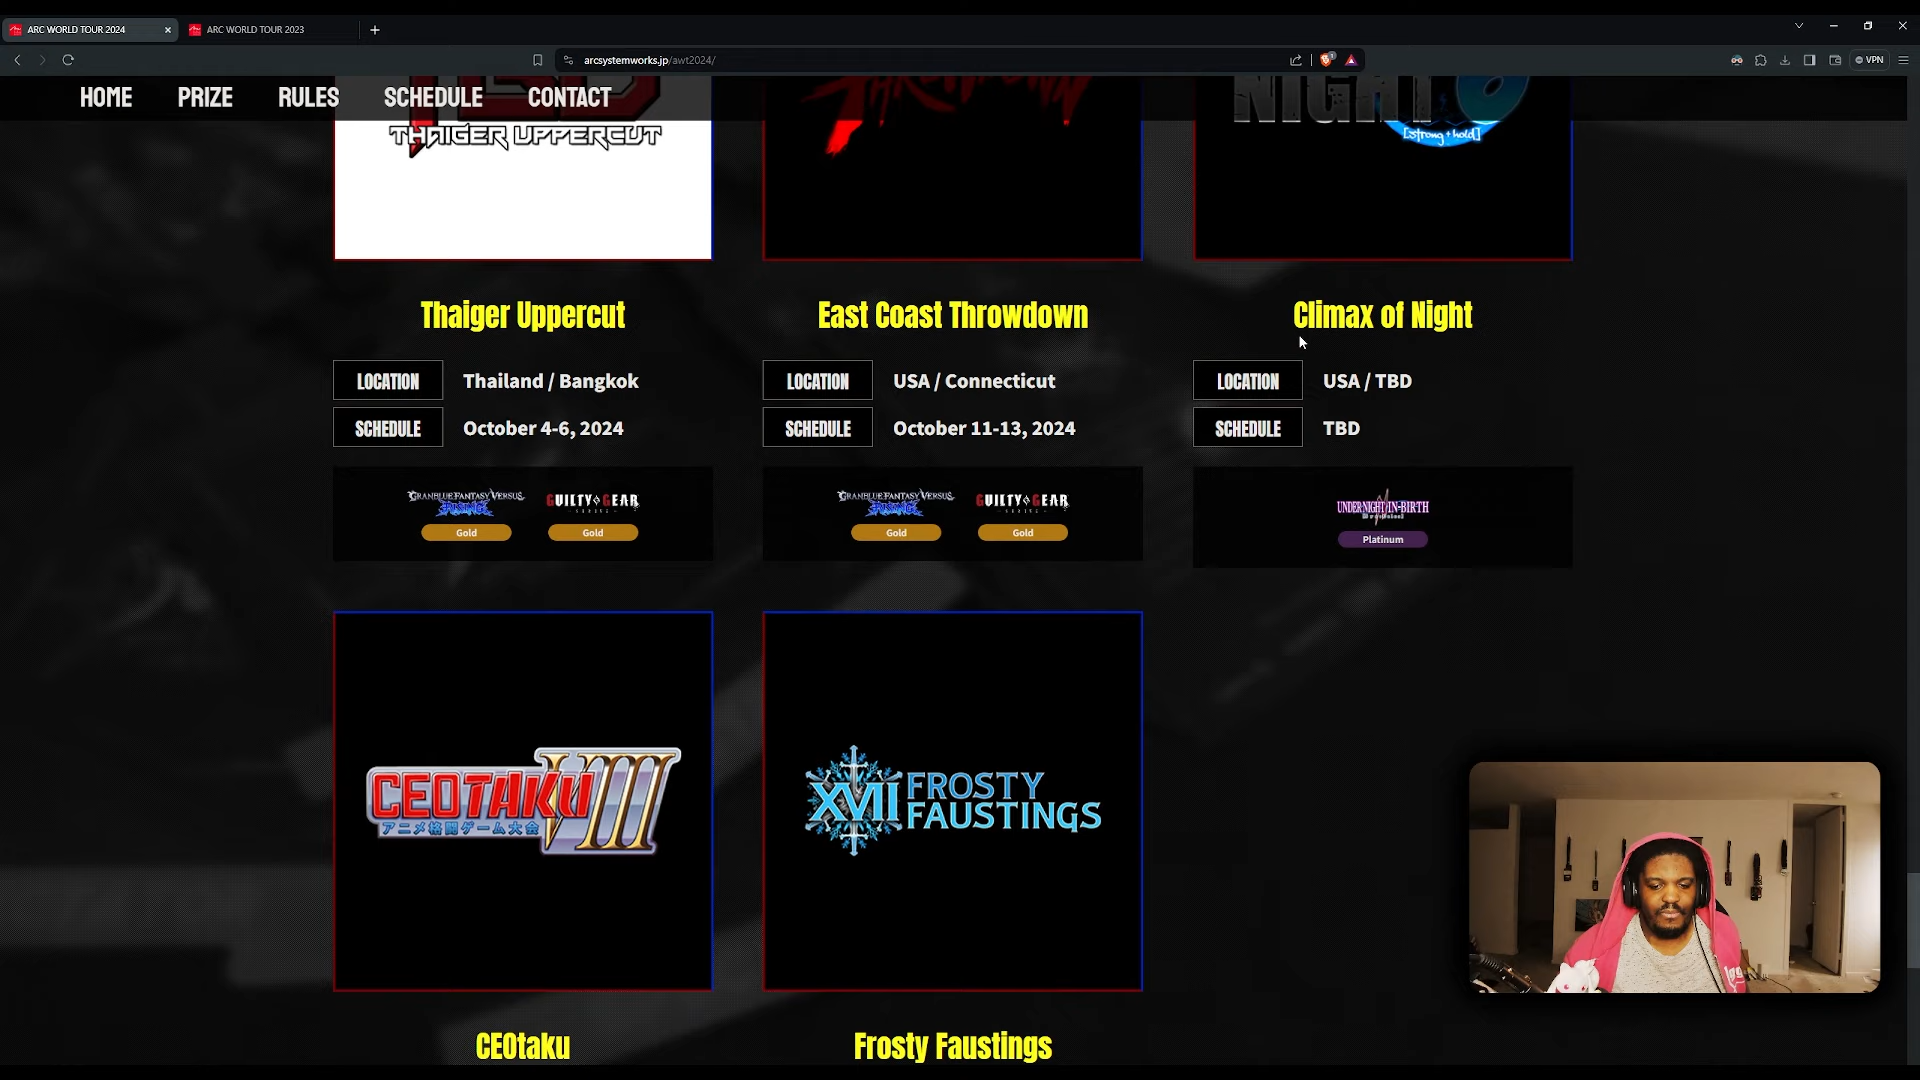 ARC WORLD TOUR 2024
ARC WORLD TOUR 2023
arcsystemworks.jp/awt2024/
1
VPN
HOME PRIZE RULES SCHEDULE CONTACT
THAIGER UPPERCUT
NIGHT
[strong+hold]
Thaiger Uppercut
LOCATION Thailand / Bangkok
SCHEDULE October 4-6, 2024
GRANBLUE FANTASY VERSUS
RISING
Gold
GUILTY GEAR
Gold
East Coast Throwdown
LOCATION USA / Connecticut
SCHEDULE October 11-13, 2024
GRANBLUE FANTASY VERSUS
RISING
Gold
GUILTY GEAR
Gold
Climax of Night
LOCATION USA / TBD
SCHEDULE TBD
UNDER NIGHT IN-BIRTH
Platinum
CEOTAKU VIII
アニメ格闘ゲーム大会
CEOtaku
XVII FROSTY
FAUSTINGS
Frosty Faustings